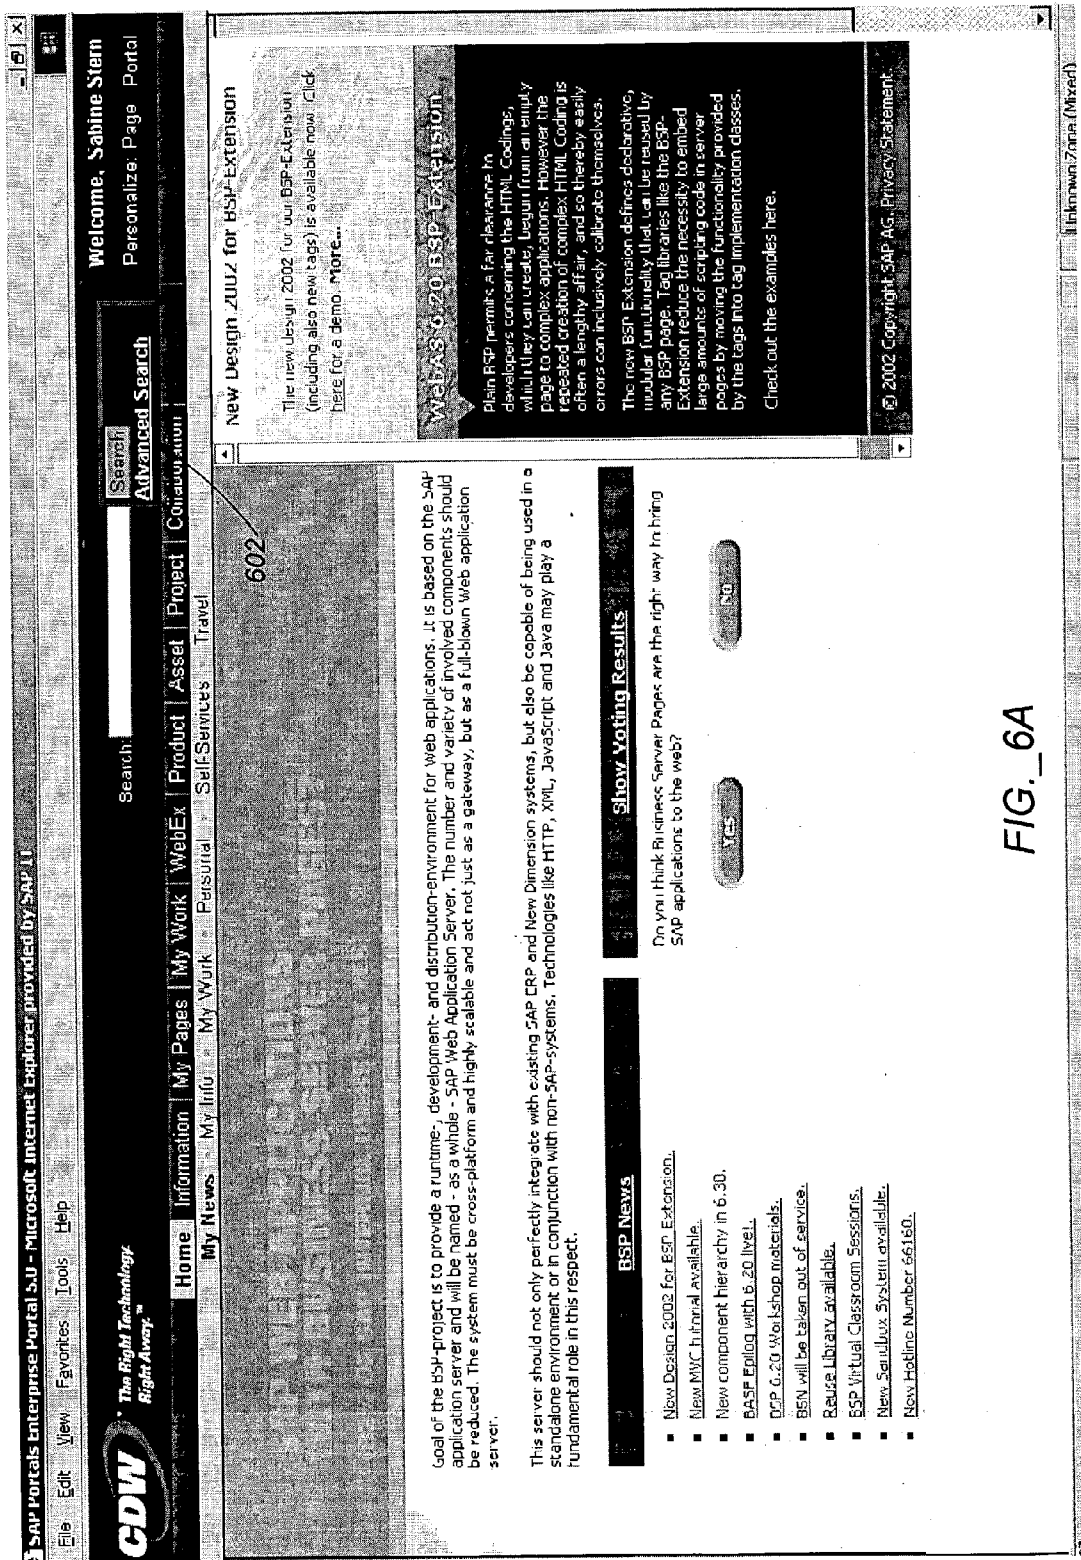 SAP Portals Enterprise Portal 5.0 - Microsoft Internet Explorer provided by SAP IT
File Edit View Favorites Tools Help
CDW
The Right Technology.
Right Away.™
Search:
Search
Advanced Search
Welcome, Sabine Stern
Personalize: Page Portal
Home | Information | My Pages | My Work | WebEx | Product | Asset | Project | Collaboration
My News My Info My Work Personal Self-Services Travel
602
Goal of the BSP-project is to provide a runtime-, development- and distribution-environment for Web applications. It is based on the SAP
application server and will be named - as a whole - SAP Web Application Server. The number and variety of involved components should
be reduced. The system must be cross-platform and highly scalable and act not just as a gateway, but as a full-blown Web application
server.
This server should not only perfectly integrate with existing SAP ERP and New Dimension systems, but also be capable of being used in a
standalone environment or in conjunction with non-SAP-systems. Technologies like HTTP, XML, JavaScript and Java may play a
fundamental role in this respect.
BSP News
New Design 2002 for BSP Extension.
New MVC tutorial Available.
New component hierarchy in 6.30.
BASF Epilog with 6.20 live!.
BSP 6.20 Workshop materials.
BSN will be taken out of service.
Reuse Library available.
BSP Virtual Classroom Sessions.
New Sandbox System available.
New Hotline Number 66160.
Show Voting Results
Do you think Business Server Pages are the right way to bring
SAP applications to the web?
YES
No
New Design 2002 for BSP-Extension
The new design 2002 for our BSP-Extension
(including also new tags) is available now! Click
here for a demo. More...
WebAS 6.20 BSP-Extension
Plain BSP permits a far clearance to
developers concerning the HTML Codings,
which they can create, begun from an empty
page to complex applications. However the
repeated creation of complex HTML Coding is
often a lengthy affair, and so thereby easily
errors can inclusively calibrate themselves.
The new BSP Extension defines declarative,
modular functionality that can be reused by
any BSP page. Tag libraries like the BSP-
Extension reduce the necessity to embed
large amounts of scripting code in server
pages by moving the functionality provided
by the tags into tag implementation classes.
Check out the examples here.
© 2002 Copyright SAP AG. Privacy Statement.
Unknown Zone (Mixed)
FIG._6A